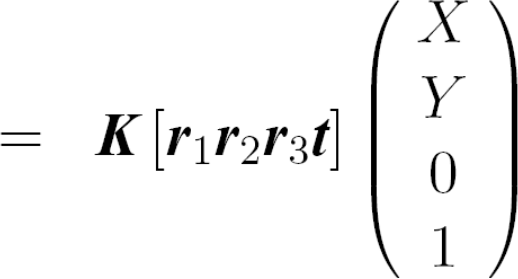 = K[r₁r₂r₃t] ( X
Y
0
1 )